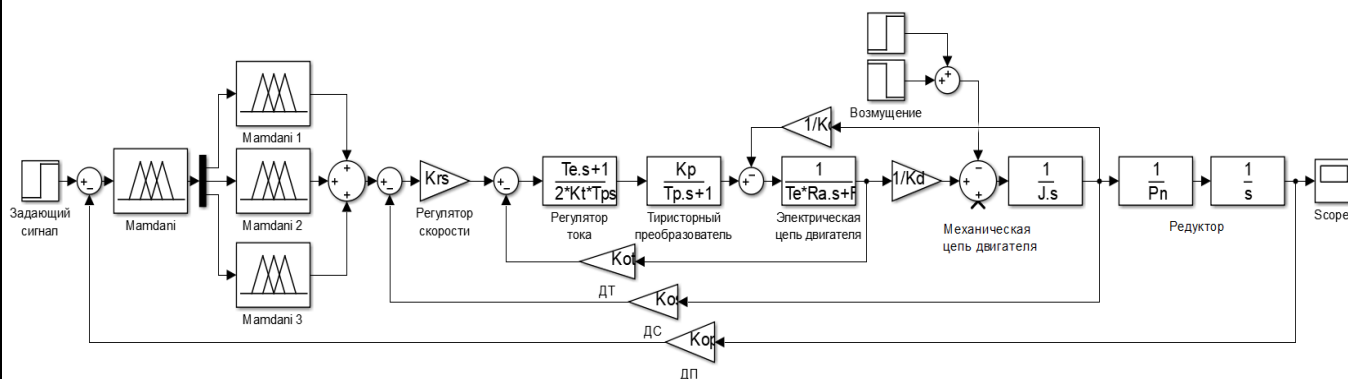 Mamdani 1
Возмущение
1/Kd
Te.s+1
2*Kt*Tps
Kp
Tp.s+1
1
Te*Ra.s+F
1/Kd
1
J.s
1
Pn
1
s
Krs
Задающий
сигнал
Mamdani
Mamdani 2
Регулятор
скорости
Регулятор
тока
Тиристорный
преобразователь
Электрическая
цепь двигателя
Механическая
цепь двигателя
Редуктор
Scope
Kot
ДТ
Mamdani 3
Kos
ДС
Kop
ДП